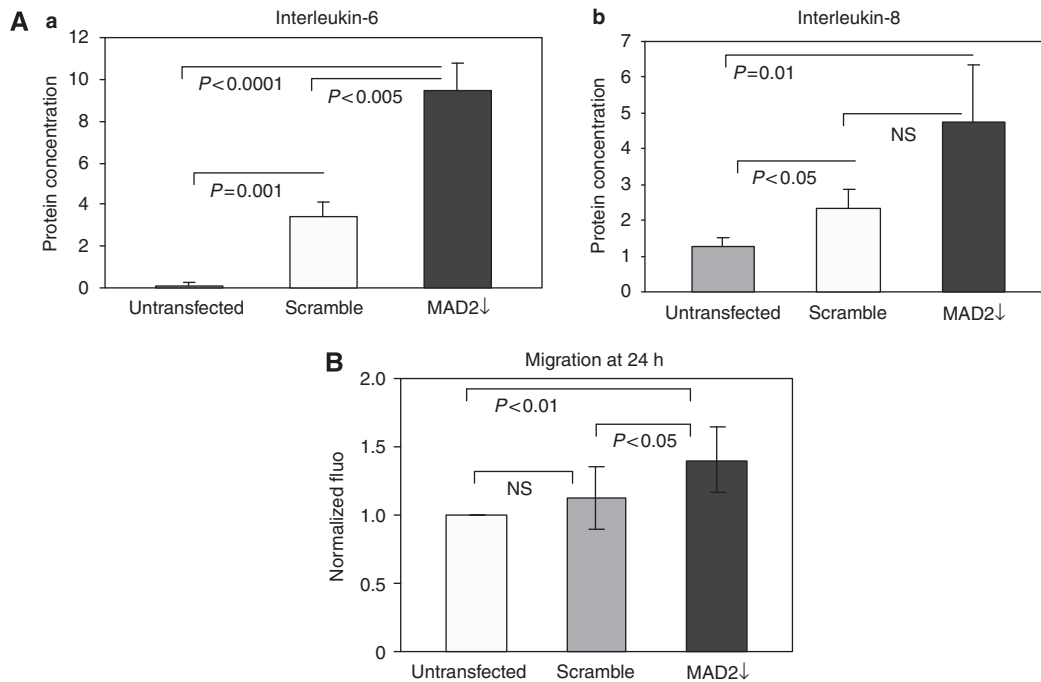 A
a
Interleukin-6
Protein concentration
12
10
8
6
4
2
0
P<0.0001
P<0.005
P=0.001
Untransfected
Scramble
MAD2↓
b
Interleukin-8
Protein concentration
7
6
5
4
3
2
1
0
P=0.01
NS
P<0.05
Untransfected
Scramble
MAD2↓
B
Migration at 24 h
Normalized fluo
2.0
1.5
1.0
0.5
0
P<0.01
P<0.05
NS
Untransfected
Scramble
MAD2↓